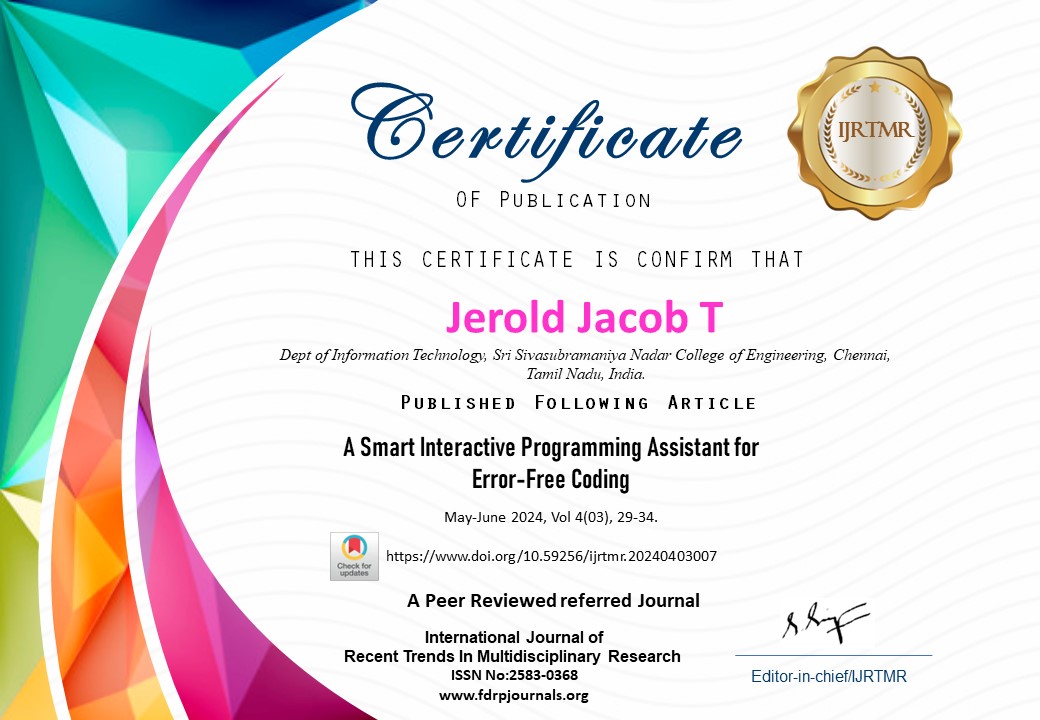 Certificate
IJRTMR
OF PUBLICATION
THIS CERTIFICATE IS CONFIRM THAT
Jerold Jacob T
Dept of Information Technology, Sri Sivasubramaniya Nadar College of Engineering, Chennai,
Tamil Nadu, India.
PUBLISHED FOLLOWING ARTICLE
A Smart Interactive Programming Assistant for
Error-Free Coding
May-June 2024, Vol 4(03), 29-34.
Check for
updates
https://www.doi.org/10.59256/ijrtmr.20240403007
A Peer Reviewed referred Journal
International Journal of
Recent Trends In Multidisciplinary Research
ISSN No:2583-0368
www.fdrpjournals.org
Editor-in-chief/IJRTMR